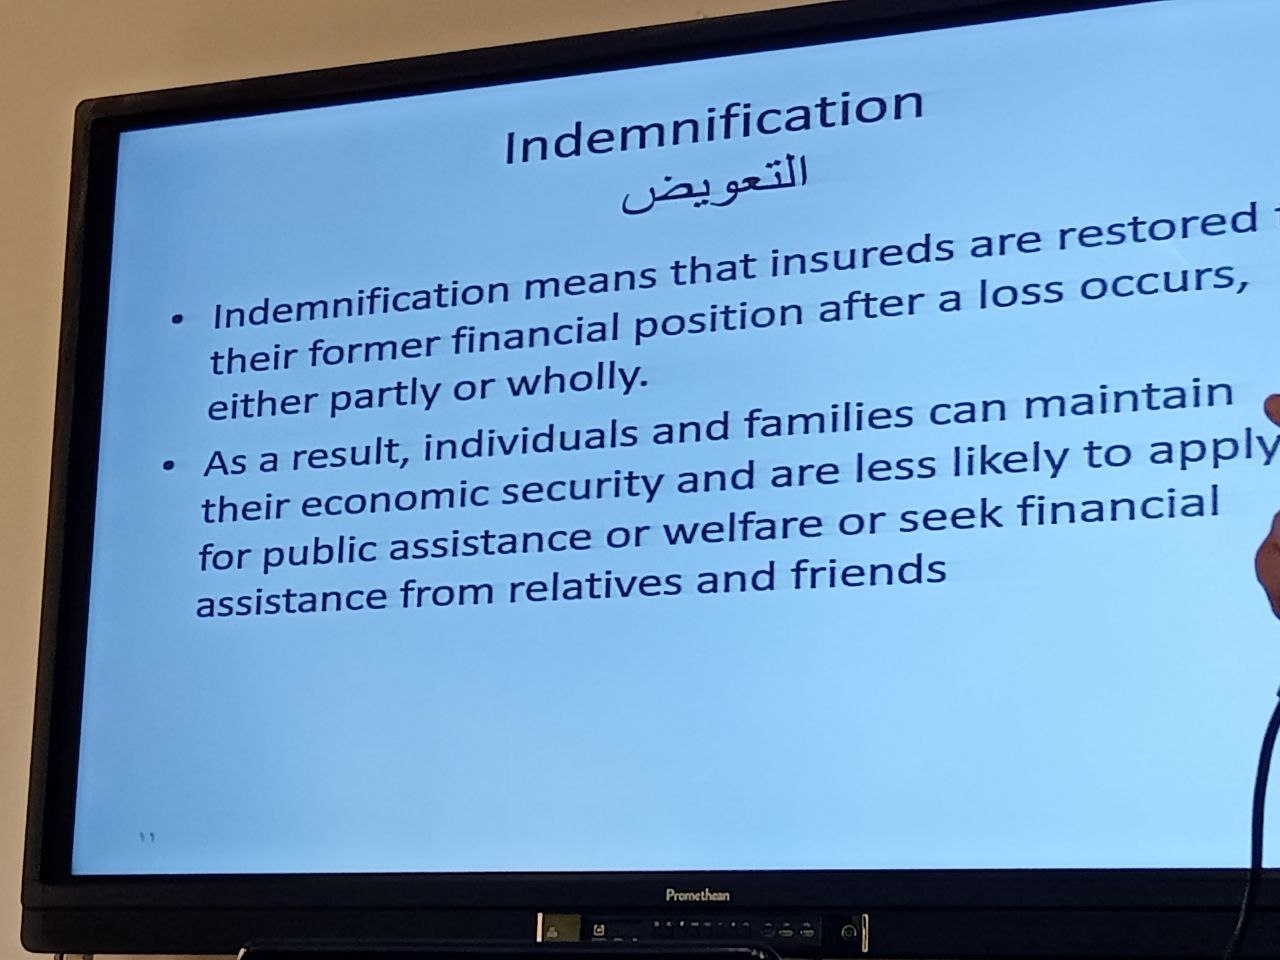 Indemnification
التعويض
• Indemnification means that insureds are restored
their former financial position after a loss occurs,
either partly or wholly.
• As a result, individuals and families can maintain
their economic security and are less likely to apply
for public assistance or welfare or seek financial
assistance from relatives and friends
١١
Promethean